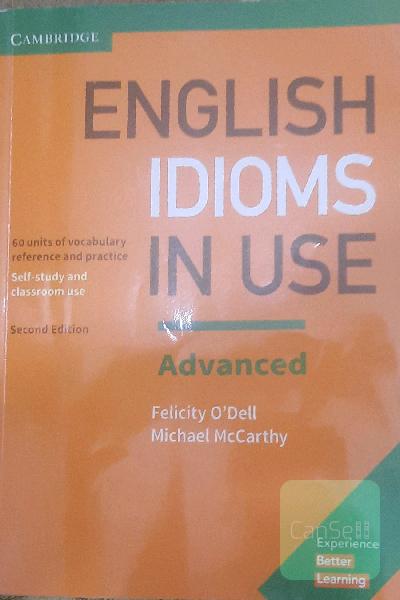 CAMBRIDGE
ENGLISH
IDIOMS
IN USE
60 units of vocabulary
reference and practice
Self-study and
classroom use
Second Edition
Advanced
Felicity O'Dell
Michael McCarthy
CanSell
Experience
Better
Learning